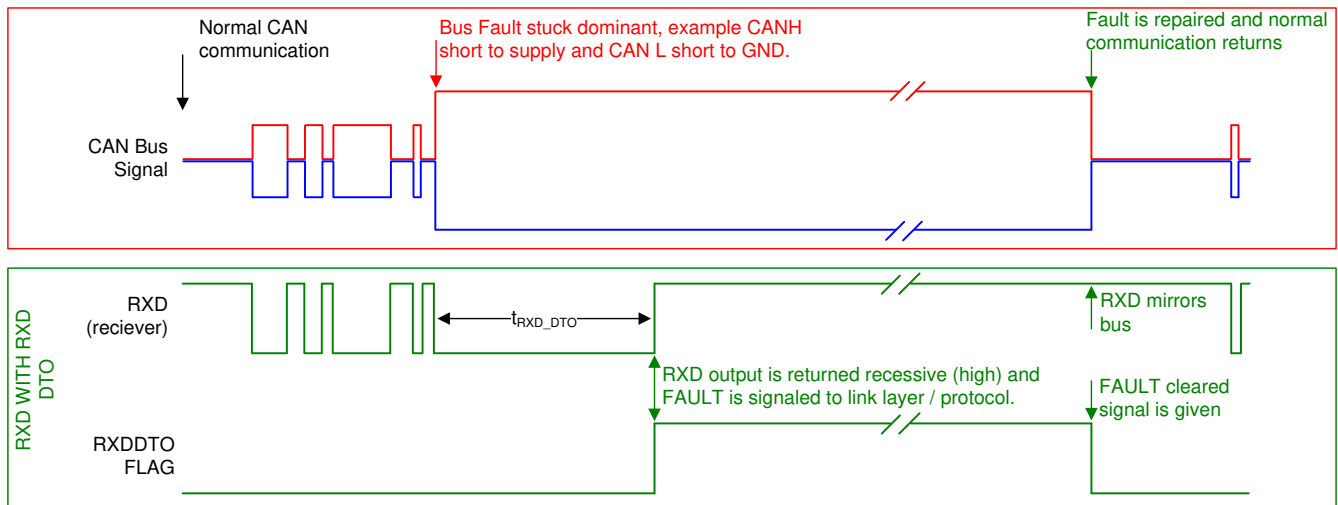 Normal CAN
communication
Bus Fault stuck dominant, example CANH
short to supply and CAN L short to GND.
Fault is repaired and normal
communication returns
CAN Bus
Signal
RXD WITH RXD
DTO
RXD
(reciever)
tRXD_DTO
RXD mirrors
bus
RXD output is returned recessive (high) and
FAULT is signaled to link layer / protocol.
FAULT cleared
signal is given
RXDDTO
FLAG